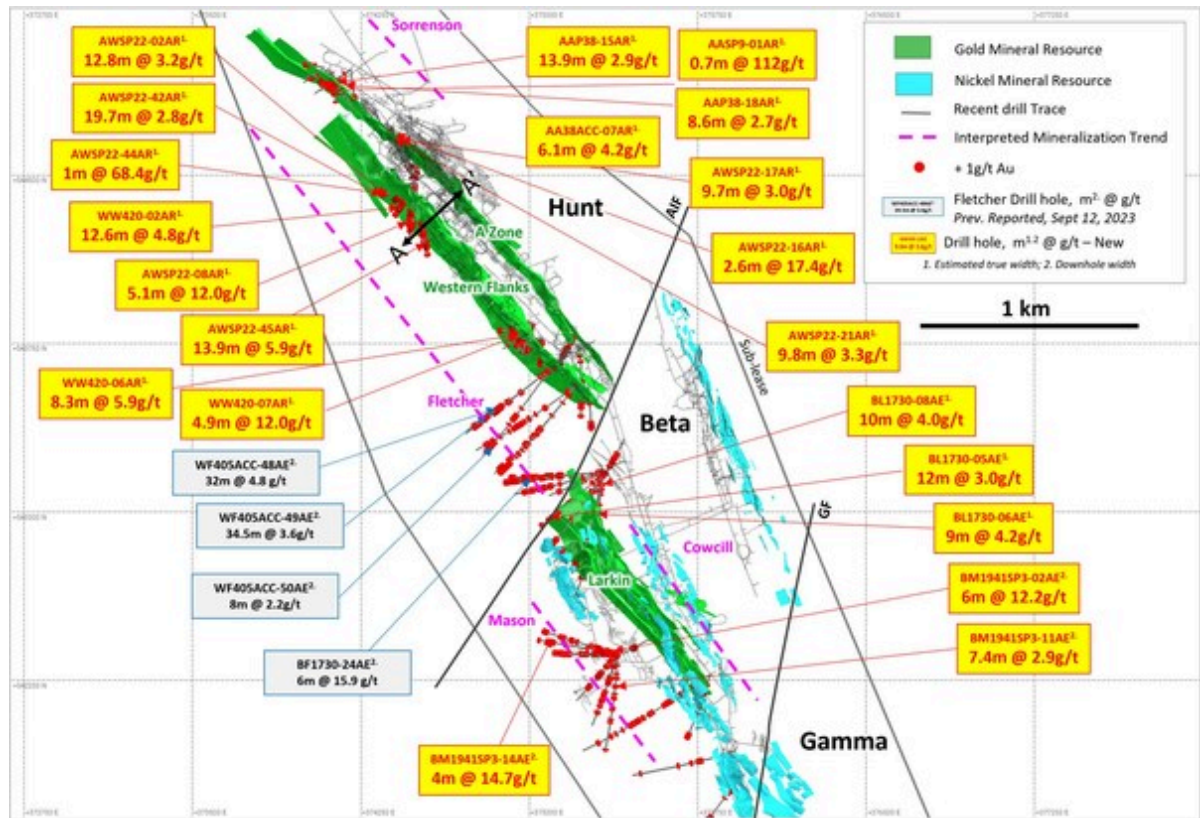 Sorrenson
AWSP22-02AR1.
12.8m @ 3.2g/t
AWSP22-42AR1.
19.7m @ 2.8g/t
AWSP22-44AR1.
1m @ 68.4g/t
WW420-02AR1.
12.6m @ 4.8g/t
AWSP22-08AR1.
5.1m @ 12.0g/t
AWSP22-45AR1.
13.9m @ 5.9g/t
WW420-06AR1.
8.3m @ 5.9g/t
WW420-07AR1.
4.9m @ 12.0g/t
WF405ACC-48AE2.
32m @ 4.8 g/t
WF405ACC-49AE2.
34.5m @ 3.6g/t
WF405ACC-50AE2.
8m @ 2.2g/t
BF1730-24AE2.
6m @ 15.9 g/t
BM1941SP3-14AE2.
4m @ 14.7g/t
AAP38-15AR1.
13.9m @ 2.9g/t
AASP9-01AR1.
0.7m @ 112g/t
AAP38-18AR1.
8.6m @ 2.7g/t
AA38ACC-07AR1.
6.1m @ 4.2g/t
AWSP22-17AR1.
9.7m @ 3.0g/t
AWSP22-16AR1.
2.6m @ 17.4g/t
AWSP22-21AR1.
9.8m @ 3.3g/t
BL1730-08AE1.
10m @ 4.0g/t
BL1730-05AE1.
12m @ 3.0g/t
BL1730-06AE1.
9m @ 4.2g/t
BM1941SP3-02AE2.
6m @ 12.2g/t
BM1941SP3-11AE2.
7.4m @ 2.9g/t
Hunt
A
A'
A Zone
Western Flanks
Fletcher
AIF
Beta
Sub-lease
GF
Cowcill
Larkin
Mason
Gamma
Gold Mineral Resource
Nickel Mineral Resource
Recent drill Trace
Interpreted Mineralization Trend
+ 1g/t Au
Fletcher Drill hole, m2. @ g/t
Prev. Reported, Sept 12, 2023
Drill hole, m1.2 @ g/t – New
1. Estimated true width; 2. Downhole width
1 km